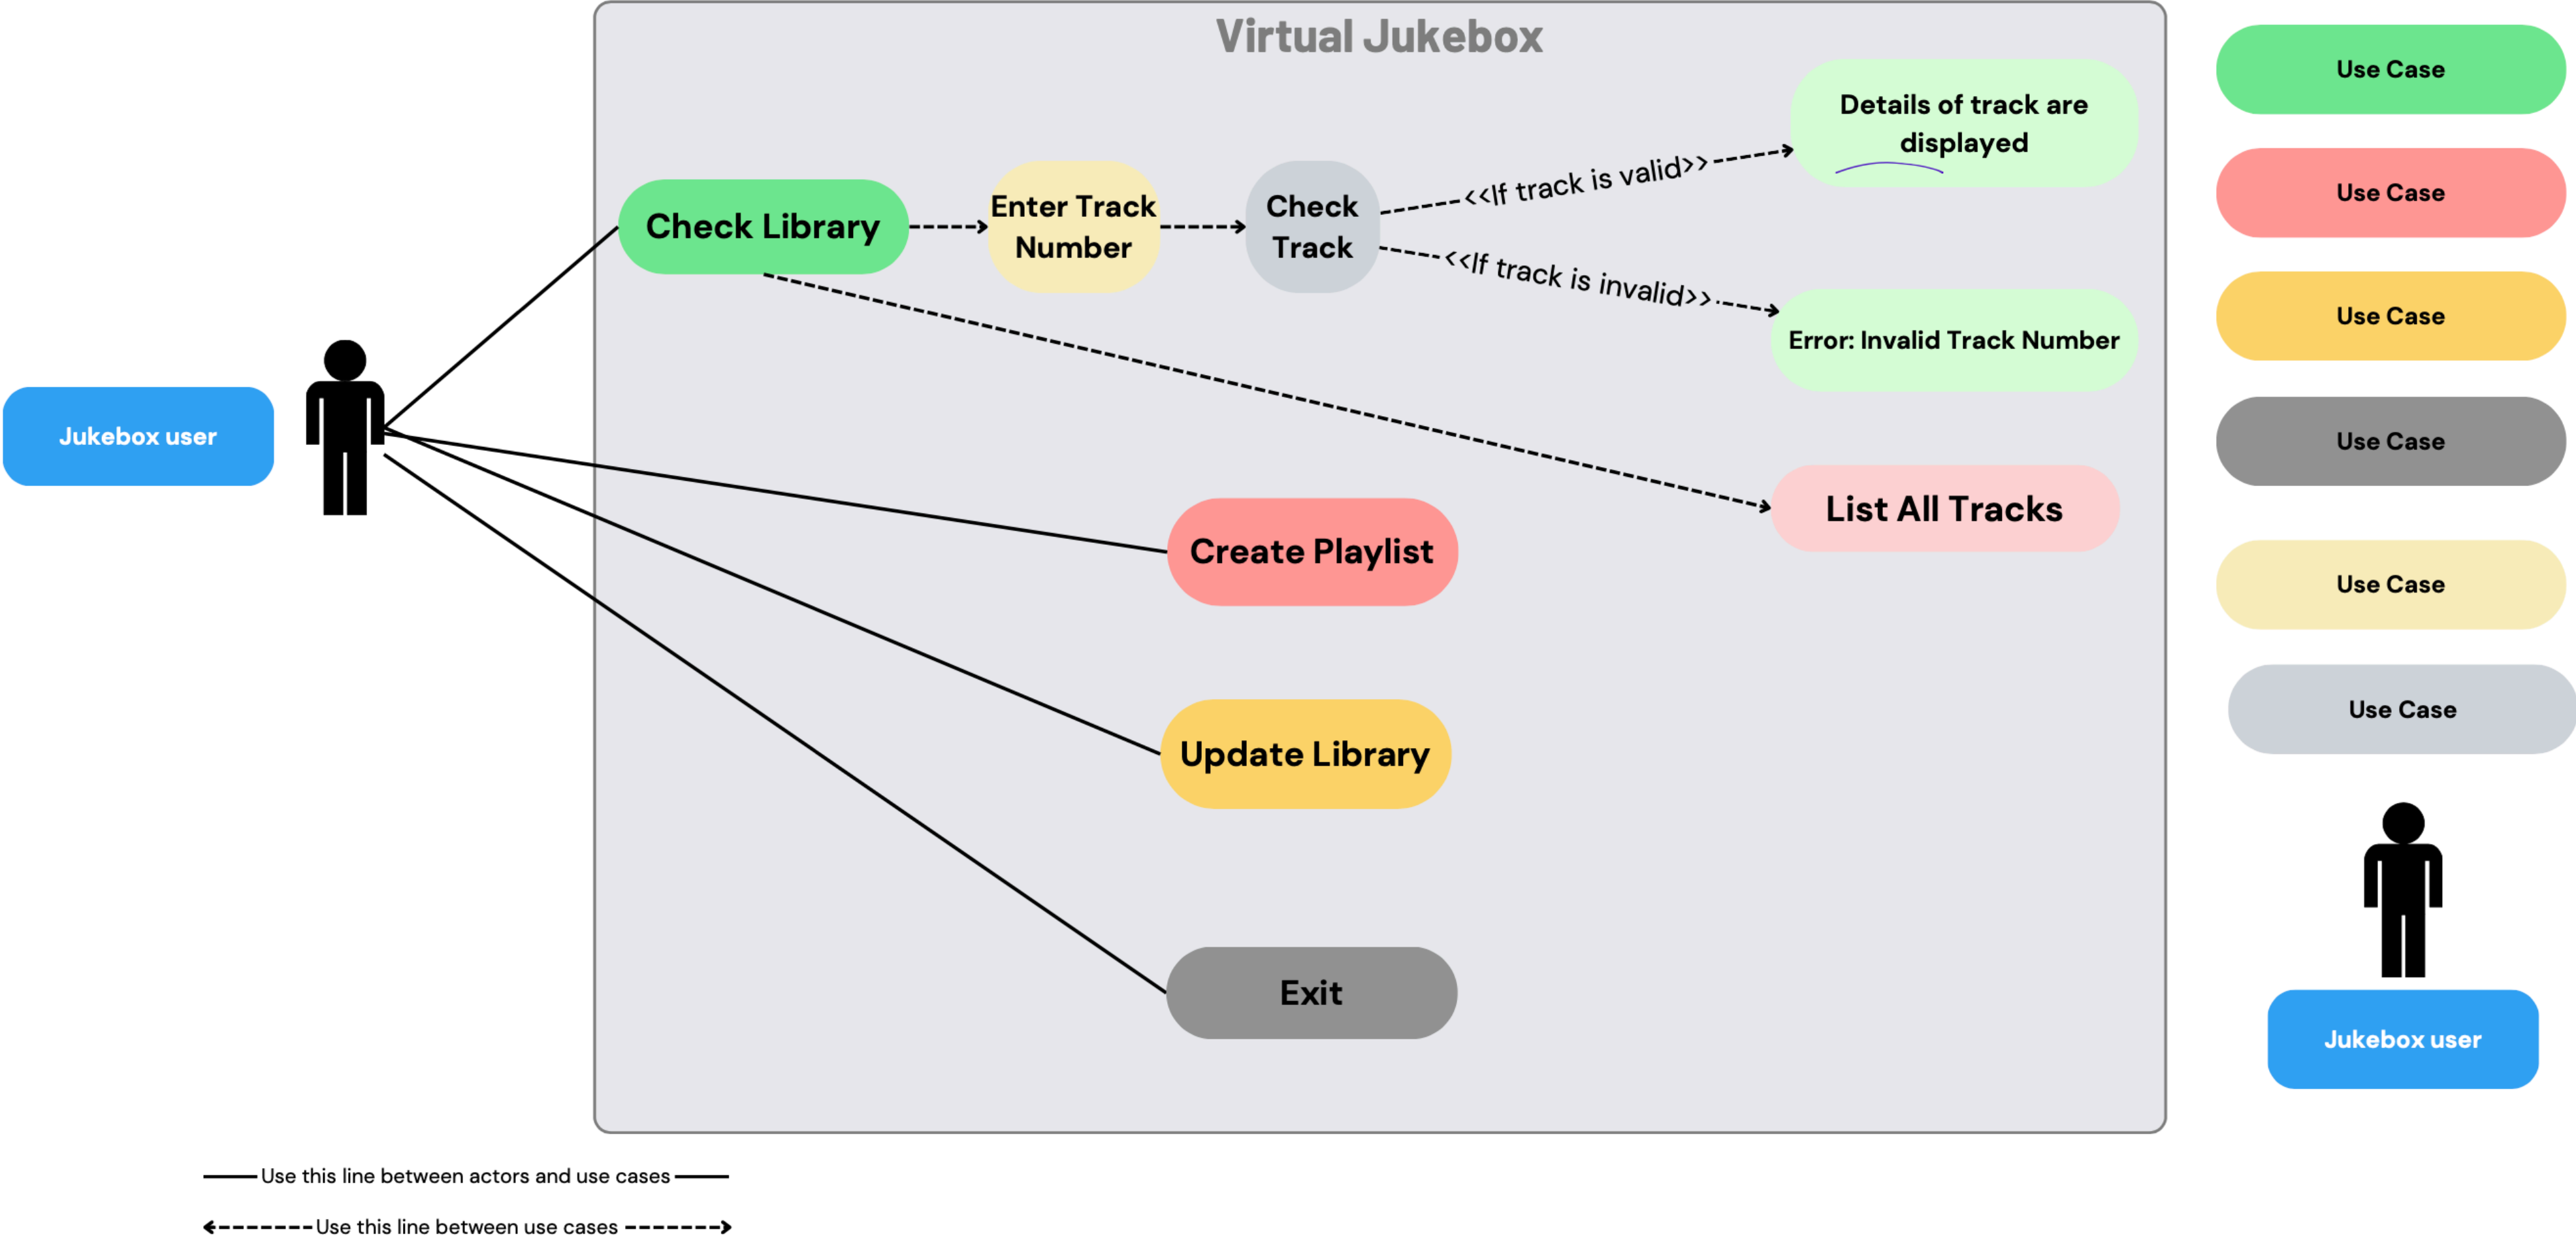 Virtual Jukebox
Details of track are
displayed
<<If track is valid>>
Check Library
Enter Track
Number
Check
Track
<<If track is invalid>>
Error: Invalid Track Number
Jukebox user
List All Tracks
Create Playlist
Update Library
Exit
Use Case
Use Case
Use Case
Use Case
Use Case
Use Case
Jukebox user
Use this line between actors and use cases
Use this line between use cases